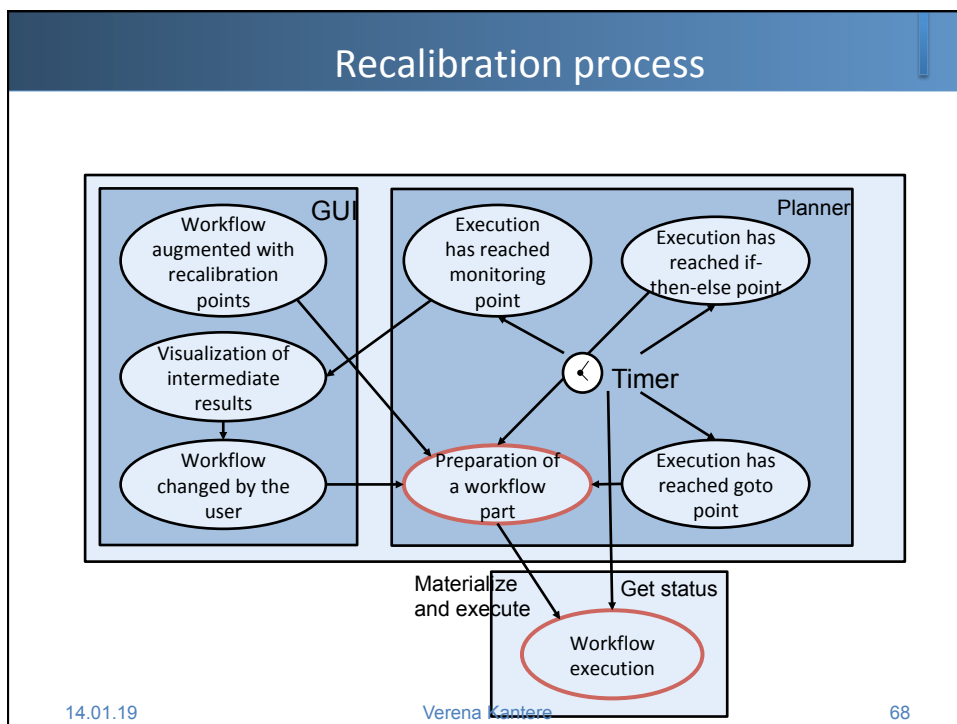 Recalibration process
GUI
Workflow
augmented with
recalibration
points
Visualization of
intermediate
results
Workflow
changed by the
user
Planner
Execution
has reached
monitoring
point
Execution has
reached if-
then-else point
Timer
Preparation of
a workflow
part
Execution has
reached goto
point
Materialize
and execute
Get status
Workflow
execution
14.01.19
Verena Kantere
68